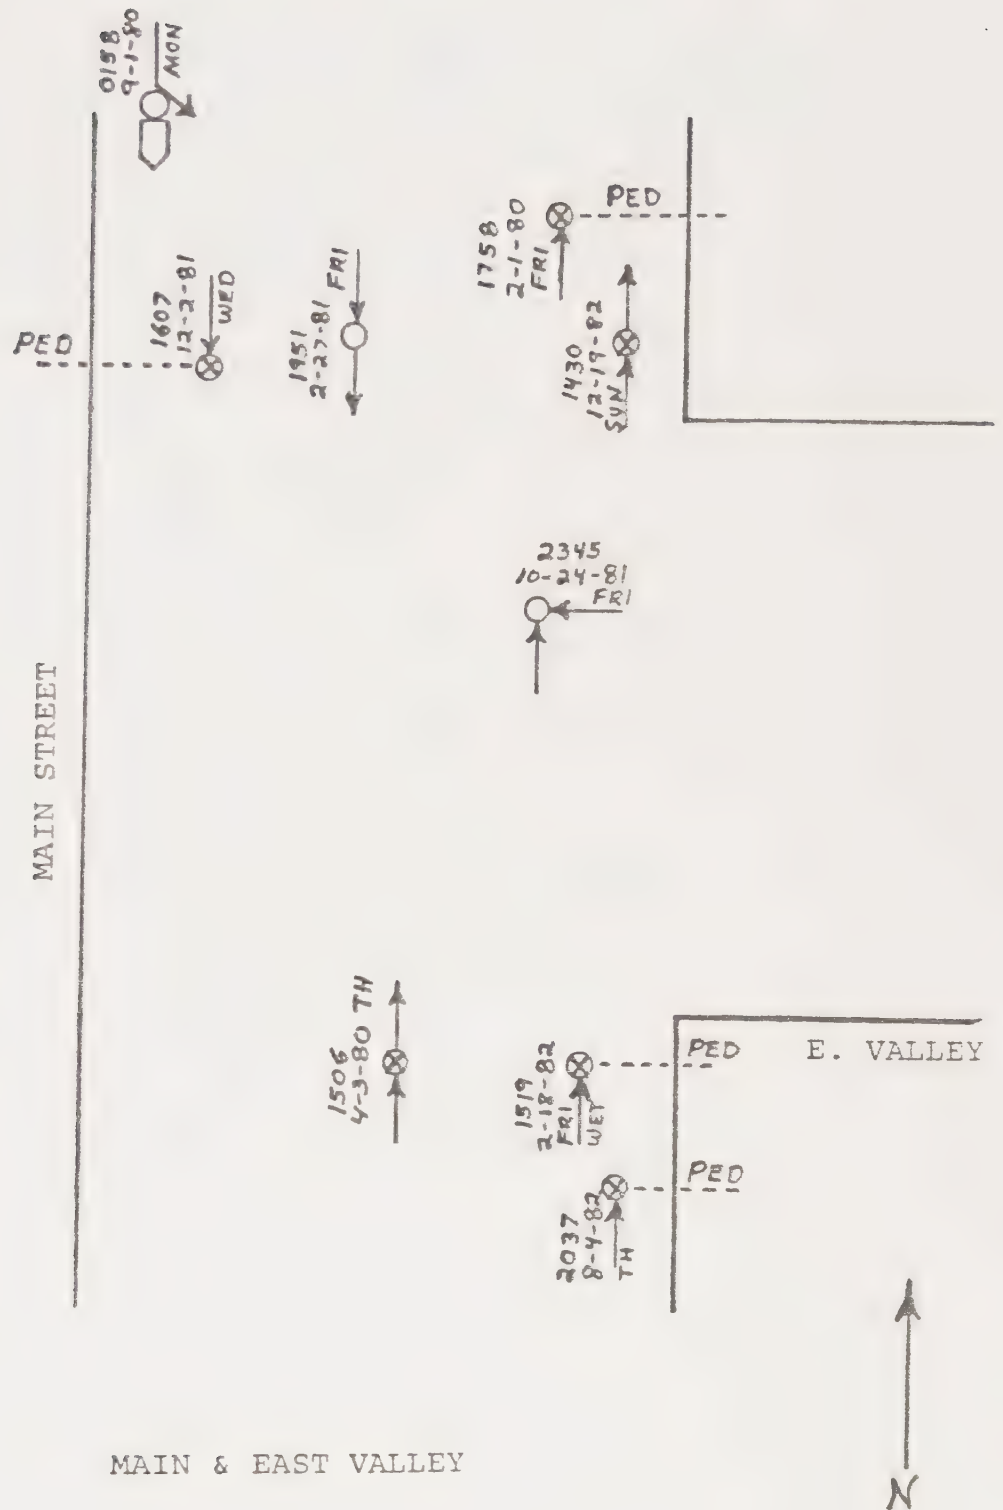 0158
9-1-80
MON
PED
1607
12-2-81
WED
1951
2-27-81
FRI
1758
2-1-80
FRI
PED
1430
12-19-82
SUN
2345
10-24-81
FRI
MAIN STREET
1506
4-3-80 TH
1519
2-18-82
FRI
WET
PED
E. VALLEY
2037
8-4-82
TH
PED
MAIN & EAST VALLEY
N